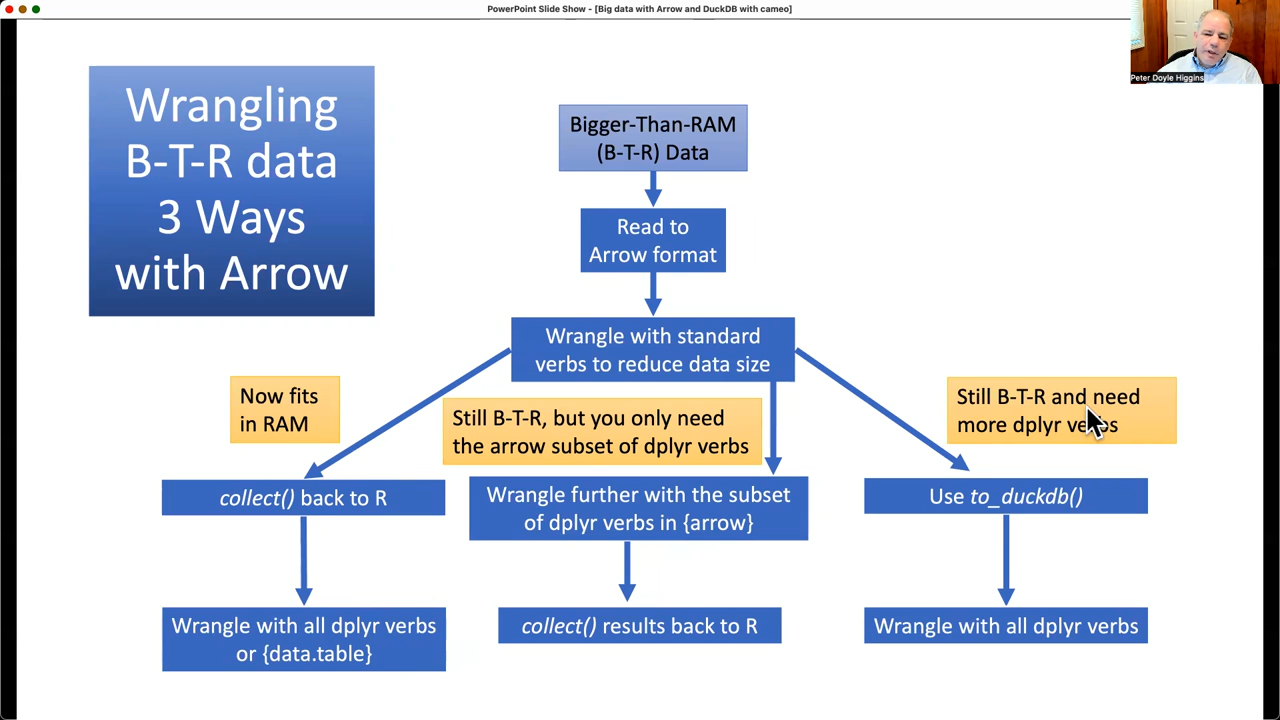 PowerPoint Slide Show - [Big data with Arrow and DuckDB with cameo]
Peter Doyle Higgins
Wrangling
B-T-R data
3 Ways
with Arrow
Bigger-Than-RAM
(B-T-R) Data
Read to
Arrow format
Wrangle with standard
verbs to reduce data size
Now fits
in RAM
Still B-T-R, but you only need
the arrow subset of dplyr verbs
Still B-T-R and need
more dplyr verbs
collect() back to R
Wrangle further with the subset
of dplyr verbs in {arrow}
Use to_duckdb()
Wrangle with all dplyr verbs
or {data.table}
collect() results back to R
Wrangle with all dplyr verbs